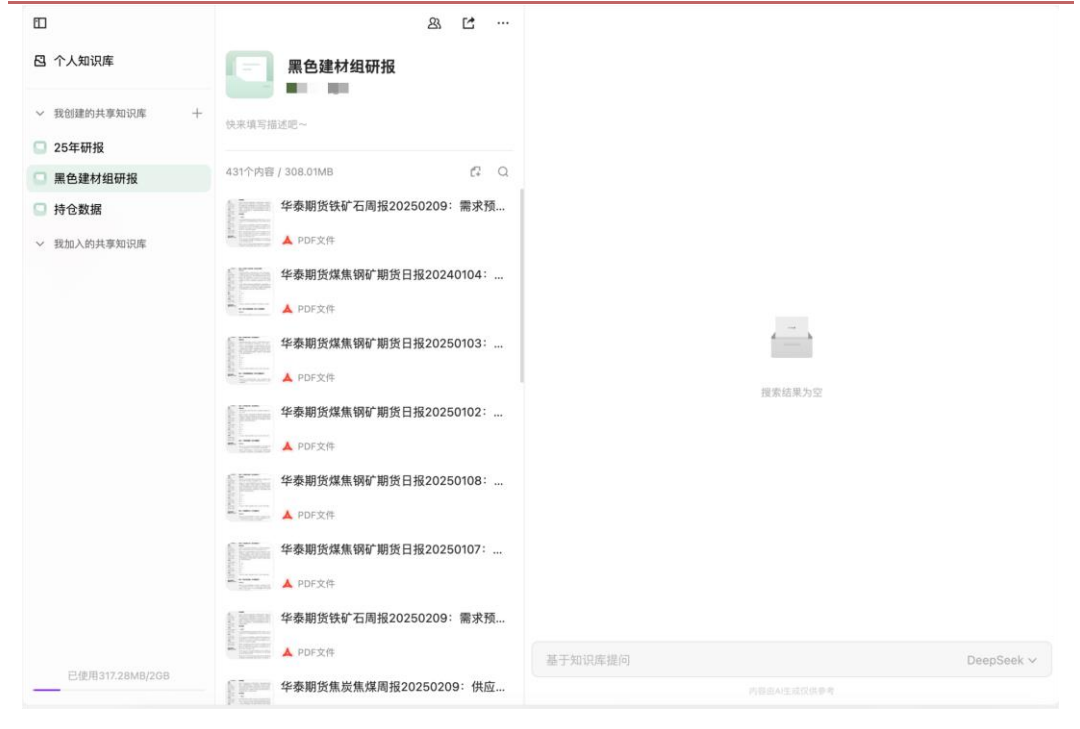 个人知识库
我创建的共享知识库
25年研报
黑色建材组研报
持仓数据
我加入的共享知识库
已使用317.28MB/2GB
黑色建材组研报
快来填写描述吧~
431个内容 / 308.01MB
华泰期货铁矿石周报20250209：需求预...
PDF文件
华泰期货煤焦钢矿期货日报20240104：...
PDF文件
华泰期货煤焦钢矿期货日报20250103：...
PDF文件
华泰期货煤焦钢矿期货日报20250102：...
PDF文件
华泰期货煤焦钢矿期货日报20250108：...
PDF文件
华泰期货煤焦钢矿期货日报20250107：...
PDF文件
华泰期货铁矿石周报20250209：需求预...
PDF文件
华泰期货焦炭焦煤周报20250209：供应...
搜索结果为空
基于知识库提问
DeepSeek
内容由AI生成仅供参考